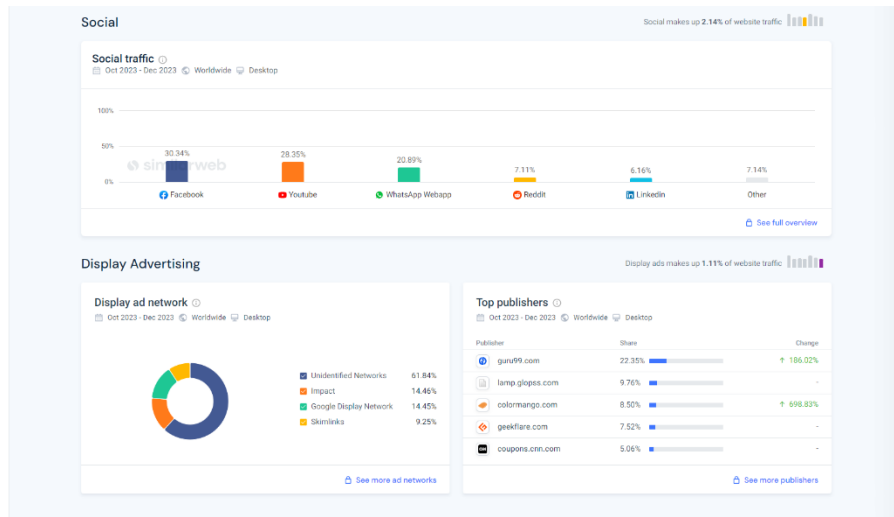 Social
Social makes up 2.14% of website traffic
Social traffic
Oct 2023 - Dec 2023 Worldwide Desktop
100%
50%
0%
similarweb
30.34%
28.35%
20.89%
7.11%
6.16%
7.14%
Facebook
Youtube
WhatsApp Webapp
Reddit
Linkedin
Other
See full overview
Display Advertising
Display ads makes up 1.11% of website traffic
Display ad network
Oct 2023 - Dec 2023 Worldwide Desktop
Unidentified Networks 61.84%
Impact 14.46%
Google Display Network 14.45%
Skimlinks 9.25%
See more ad networks
Top publishers
Oct 2023 - Dec 2023 Worldwide Desktop
Publisher Share Change
guru99.com 22.35% ↑ 186.02%
lamp.glopss.com 9.76% -
colormango.com 8.50% ↑ 698.83%
geekflare.com 7.52% -
coupons.cnn.com 5.06% -
See more publishers